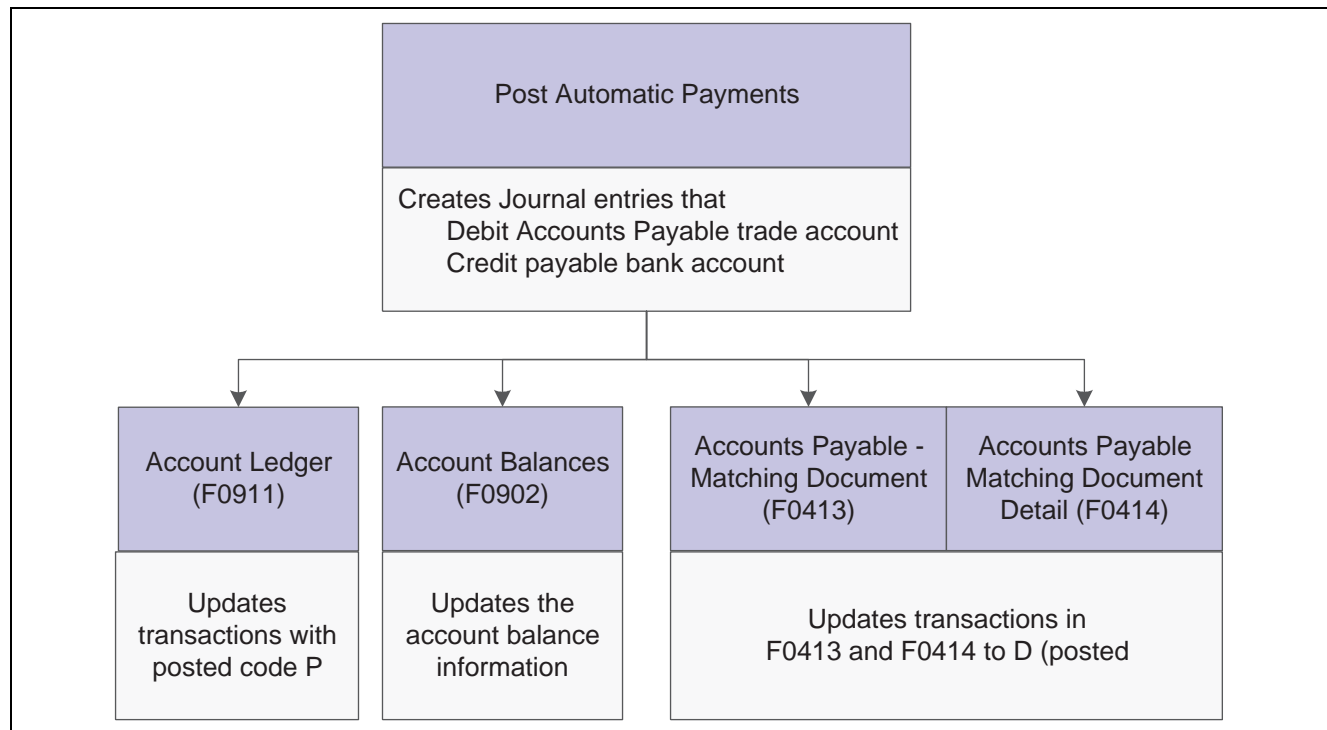 Post Automatic Payments
Creates Journal entries that
Debit Accounts Payable trade account
Credit payable bank account
Account Ledger
(F0911)
Account Balances
(F0902)
Accounts Payable -
Matching Document
(F0413)
Accounts Payable
Matching Document
Detail (F0414)
Updates
transactions with
posted code P
Updates the
account balance
information
Updates transactions in
F0413 and F0414 to D (posted